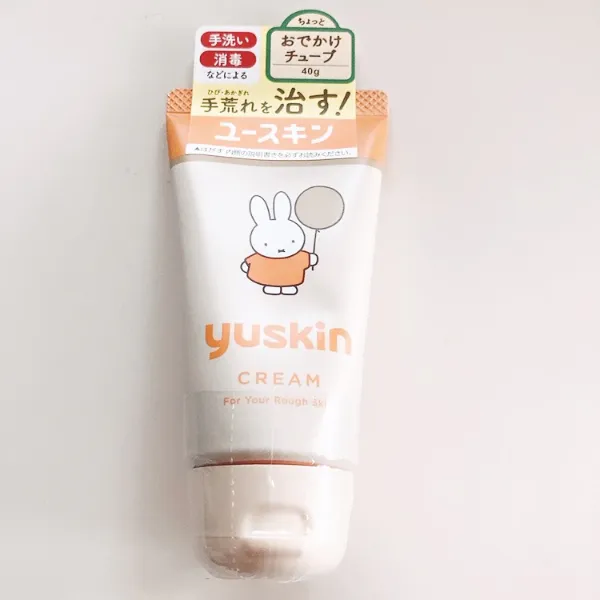 手洗い
消毒
などによる
ちょっと
おでかけ
チューブ
40g
ひび・あかぎれ
手荒れを治す!
ユースキン
yuskin
CREAM
For Your Rough